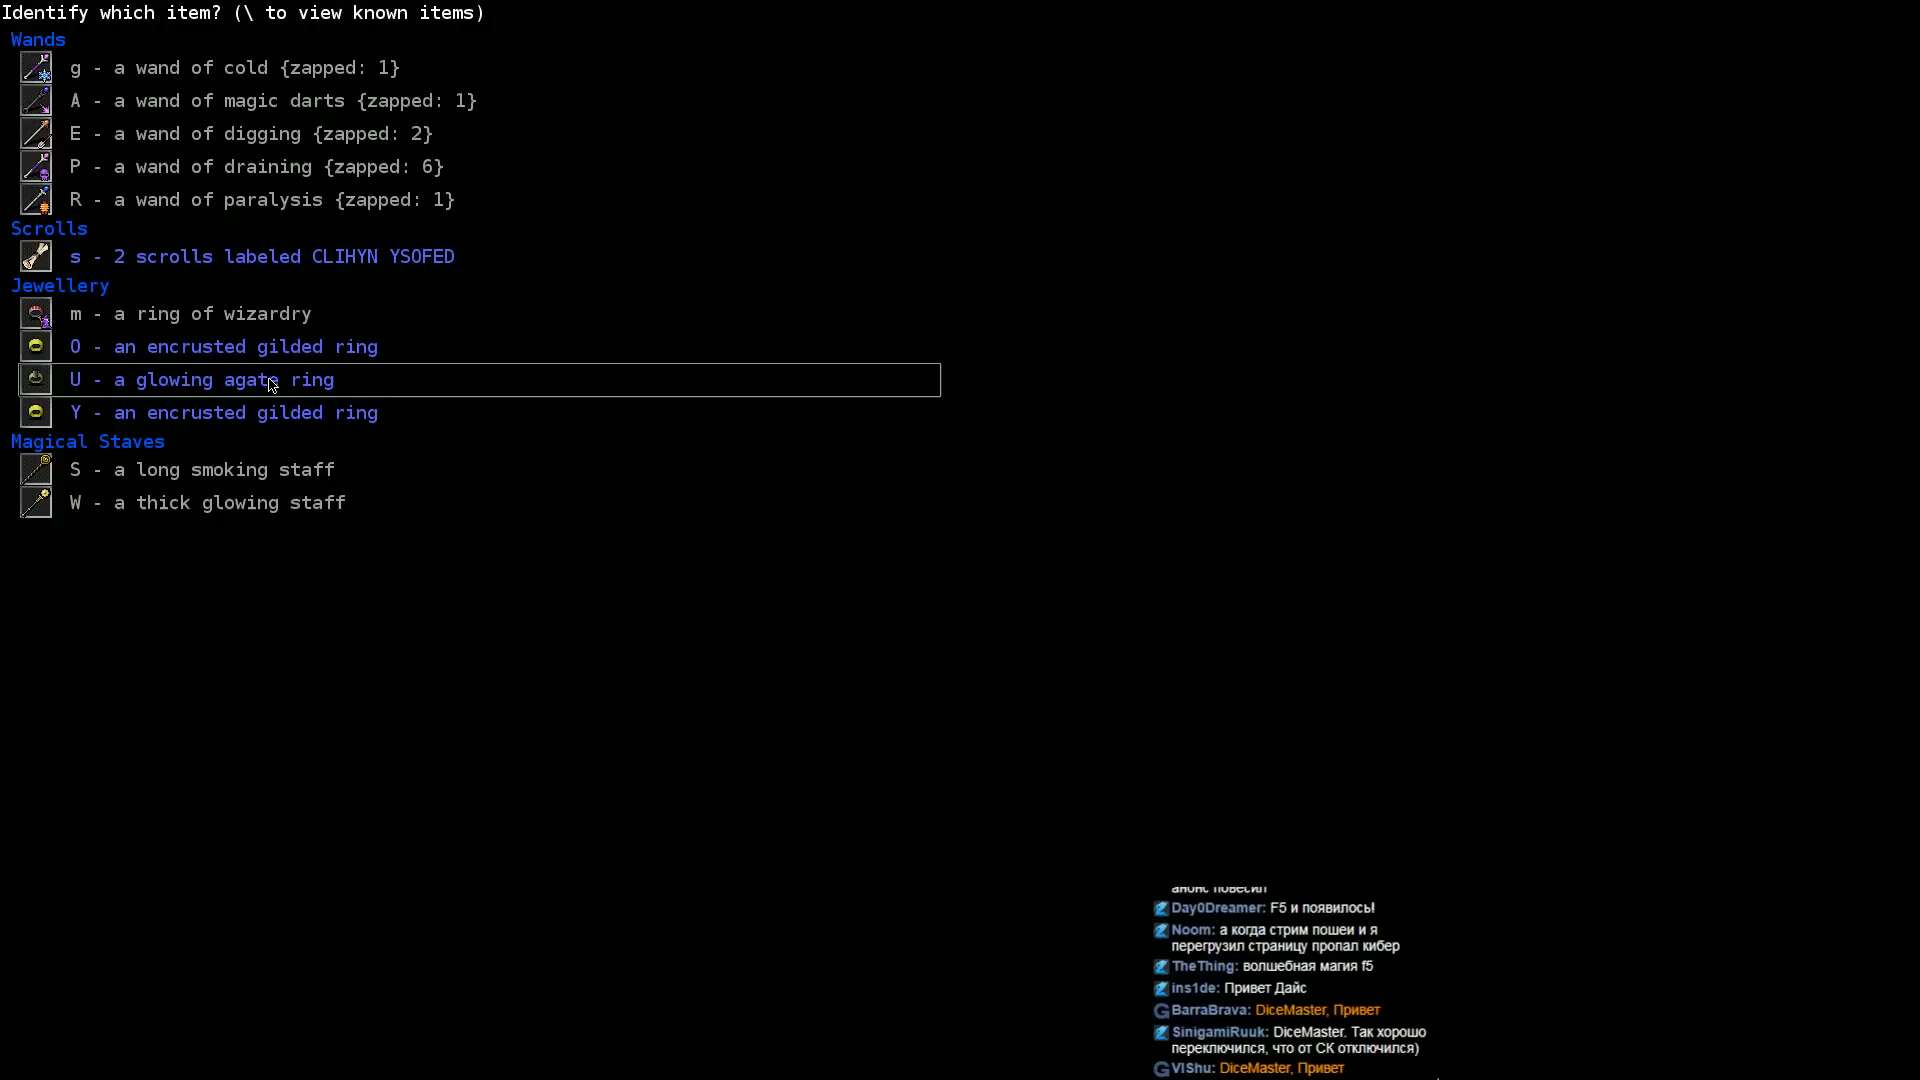 Identify which item? (\ to view known items)
Wands
g - a wand of cold {zapped: 1}
A - a wand of magic darts {zapped: 1}
E - a wand of digging {zapped: 2}
P - a wand of draining {zapped: 6}
R - a wand of paralysis {zapped: 1}
Scrolls
s - 2 scrolls labeled CLIHYN YSOFED
Jewellery
m - a ring of wizardry
O - an encrusted gilded ring
U - a glowing agate ring
Y - an encrusted gilded ring
Magical Staves
S - a long smoking staff
W - a thick glowing staff
анонс повесил
Day0Dreamer: F5 и появилось!
Noom: а когда стрим пошеи и я
перегрузил страницу пропал кибер
TheThing: волшебная магия f5
ins1de: Привет Дайс
BarraBrava: DiceMaster, Привет
SinigamiRuuk: DiceMaster. Так хорошо
переключился, что от СК отключился)
VIShu: DiceMaster, Привет